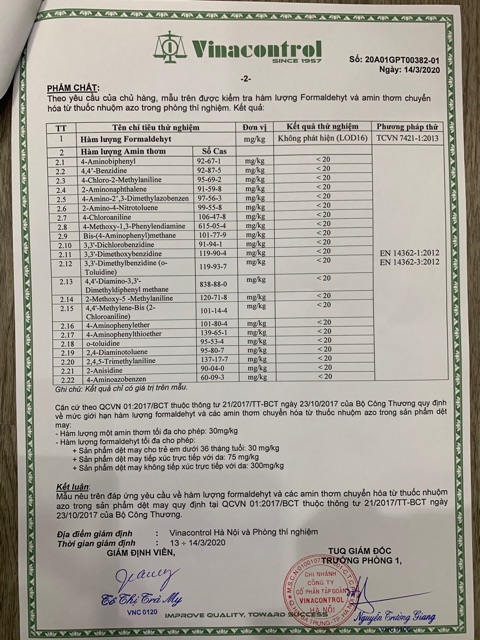 Vinacontrol
SINCE 1957
Số: 20A01GPT00382-01
Ngày: 14/3/2020
-2-
PHẨM CHẤT:
Theo yêu cầu của chủ hàng, mẫu trên được kiểm tra hàm lượng Formaldehyt và amin thơm chuyển
hóa từ thuốc nhuộm azo trong phòng thí nghiệm. Kết quả:
TT Tên chỉ tiêu thử nghiệm Đơn vị Kết quả thử nghiệm Phương pháp thử
1 Hàm lượng Formaldehyt mg/kg Không phát hiện (LOD16) TCVN 7421-1:2013
2 Hàm lượng Amin thơm Số Cas mg/kg
2.1 4-Aminobiphenyl 92-67-1 mg/kg < 20
2.2 4,4'-Benzidine 92-87-5 mg/kg < 20
2.3 4-Chloro-2-Methylaniline 95-69-2 mg/kg < 20
2.4 2-Aminonaphthalene 91-59-8 mg/kg < 20
2.5 4-Amino-2',3-Dimethylazobenzen 97-56-3 mg/kg < 20
2.6 2-Amino-4-Nitrotoluene 99-55-8 mg/kg < 20
2.7 4-Chloroaniline 106-47-8 mg/kg < 20
2.8 4-Methoxy-1,3-Phenylendiamine 615-05-4 mg/kg < 20
2.9 Bis-(4-Aminophenyl)methane 101-77-9 mg/kg < 20
2.10 3,3'-Dichlorobenzidine 91-94-1 mg/kg < 20
2.11 3,3'-Dimethoxybenzidine 119-90-4 mg/kg < 20
2.12 3,3'-Dimethylbenzidine (o-
Toluidine) 119-93-7 mg/kg < 20
EN 14362-1:2012
EN 14362-3:2012
2.13 4,4'-Diamino-3,3'-
Dimethyldiphenyl methane 838-88-0 mg/kg < 20
2.14 2-Methoxy-5 -Methylaniline 120-71-8 mg/kg < 20
2.15 4,4'-Methylene-Bis (2-
Chloroaniline) 101-14-4 mg/kg < 20
2.16 4-Aminophenylether 101-80-4 mg/kg < 20
2.17 4-Aminophenylthioether 139-65-1 mg/kg < 20
2.18 o-toluidine 95-53-4 mg/kg < 20
2.19 2,4-Diaminotoluene 95-80-7 mg/kg < 20
2.20 2,4,5-Trimethylaniline 137-17-7 mg/kg < 20
2.21 2-Anisidine 90-04-0 mg/kg < 20
2.22 4-Aminoazobenzen 60-09-3 mg/kg < 20
Ghi chú: Kết quả chỉ có giá trị trên mẫu.
Căn cứ theo QCVN 01:2017/BCT thuộc thông tư 21/2017/TT-BCT ngày 23/10/2017 của Bộ Công Thương quy định
về mức giới hạn hàm lượng formaldehyt và các amin thơm chuyển hóa từ thuốc nhuộm azo trong sản phẩm dệt
may:
- Hàm lượng một amin thơm tối đa cho phép: 30mg/kg
- Hàm lượng formaldehyt tối đa cho phép:
+ Sản phẩm dệt may cho trẻ em dưới 36 tháng tuổi: 30 mg/kg
+ Sản phẩm dệt may tiếp xúc trực tiếp với da: 75 mg/kg
+ Sản phẩm dệt may không tiếp xúc trực tiếp với da: 300mg/kg
Kết luận:
Mẫu nêu trên đáp ứng yêu cầu về hàm lượng formaldehyt và các amin thơm chuyển hóa từ thuốc nhuộm
azo trong sản phẩm dệt may quy định tại QCVN 01:2017/BCT thuộc thông tư 21/2017/TT-BCT ngày
23/10/2017 của Bộ Công Thương.
Địa điểm giám định : Vinacontrol Hà Nội và Phòng thí nghiệm
Thời gian giám định : 13 ÷ 14/3/2020
GIÁM ĐỊNH VIÊN, TUQ GIÁM ĐỐC
TRƯỞNG PHÒNG 1,
CHI NHÁNH
CÔNG TY
CỔ PHẦN TẬP ĐOÀN
VINACONTROL
HÀ NỘI
Tô Thị Trà My
VNC 0120
Nguyễn Trường Giang
IMPROVE QUALITY, TOWARD SUCCESS